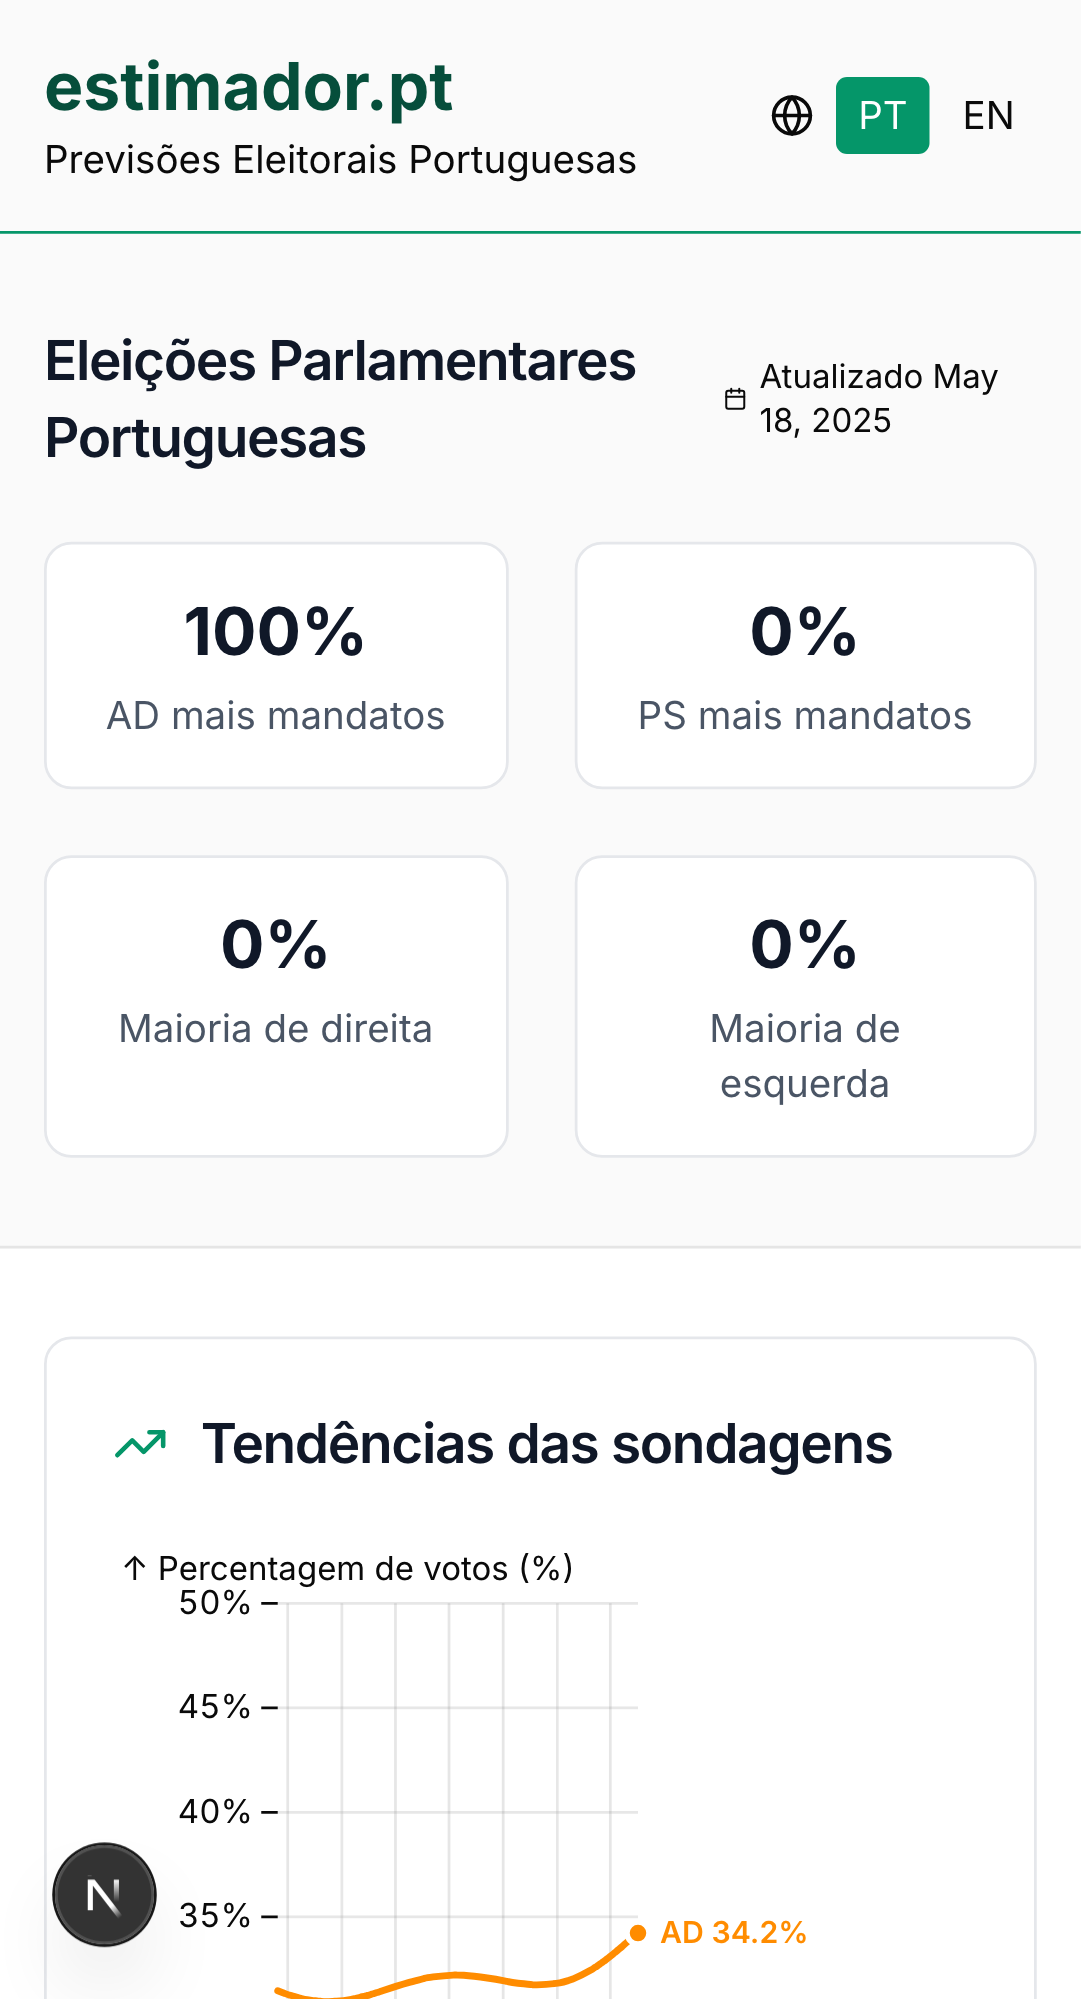 estimador.pt
Previsões Eleitorais Portuguesas
PT
EN
Eleições Parlamentares
Portuguesas
Atualizado May
18, 2025
100%
AD mais mandatos
0%
PS mais mandatos
0%
Maioria de direita
0%
Maioria de
esquerda
Tendências das sondagens
↑ Percentagem de votos (%)
50%
45%
40%
35%
AD 34.2%
N